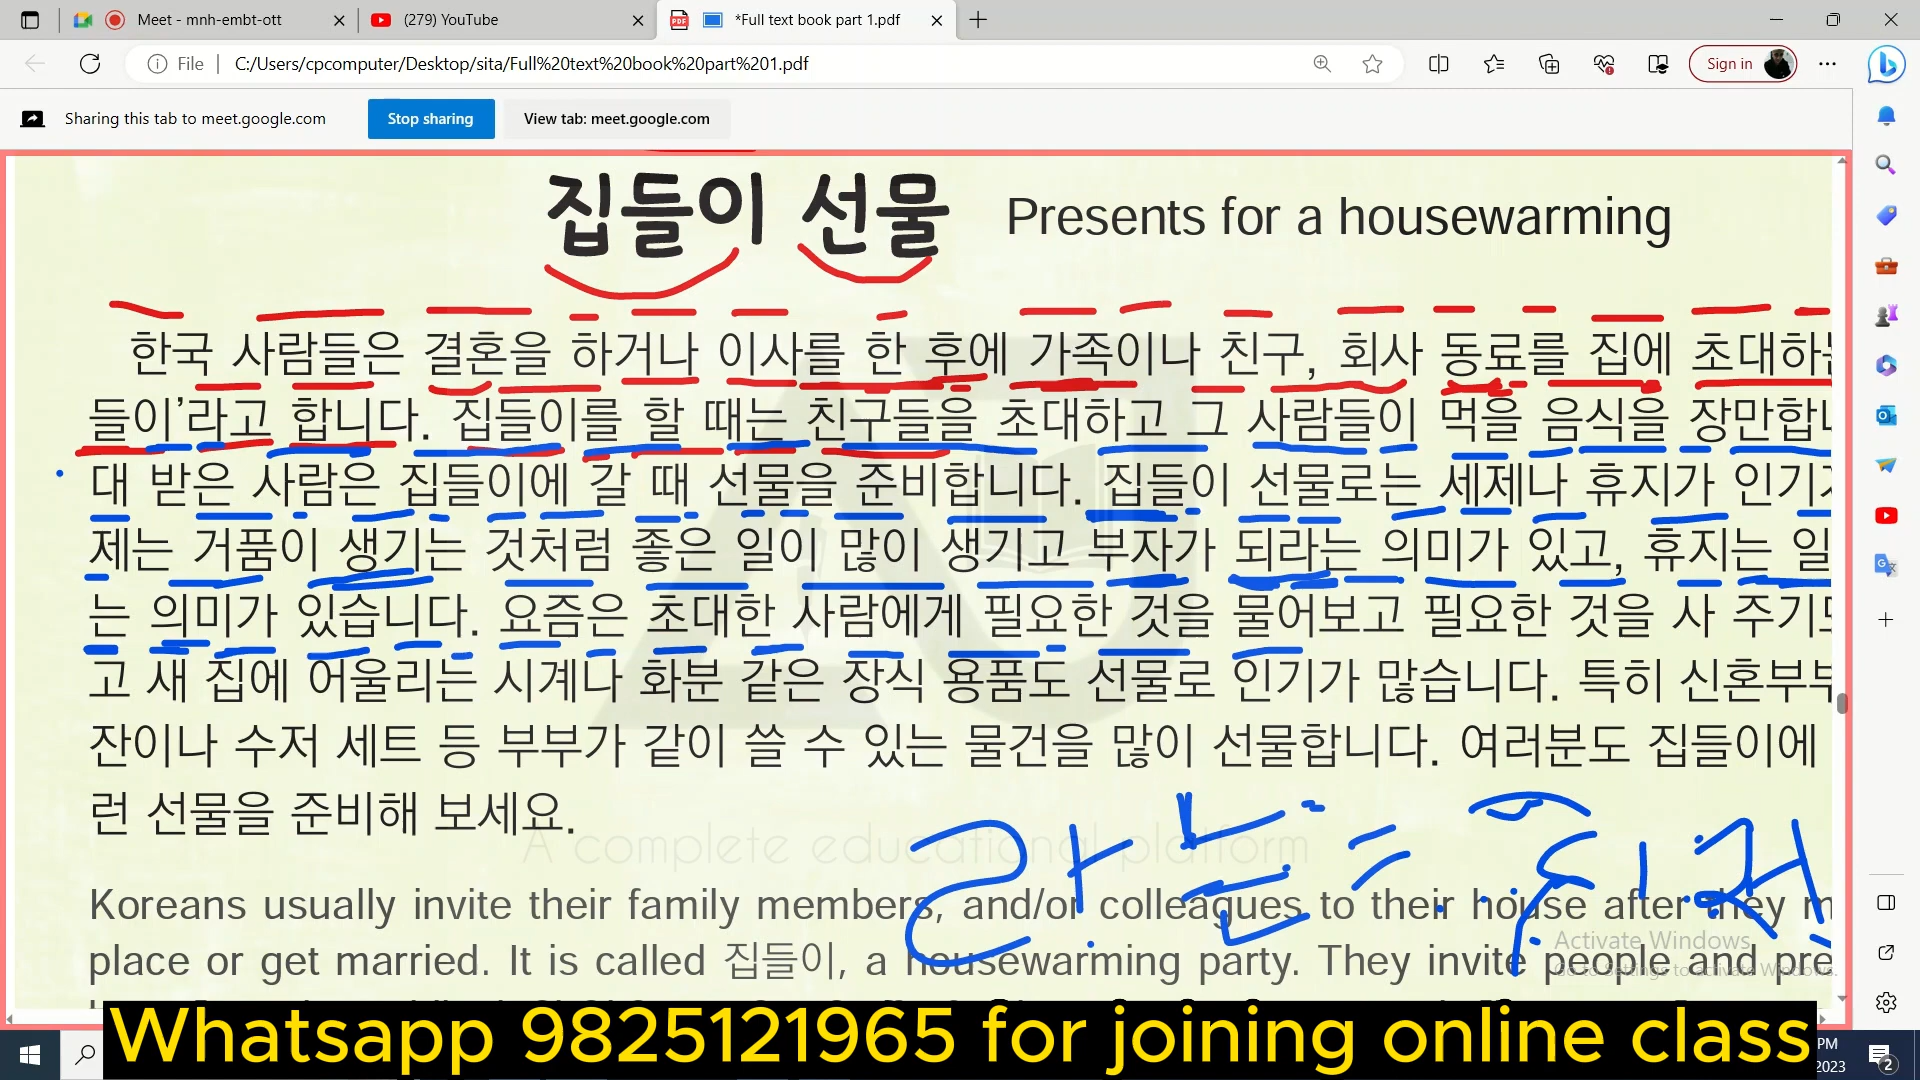 Meet - mnh-embt-ott
(279) YouTube
*Full text book part 1.pdf
File
C:/Users/cpcomputer/Desktop/sita/Full%20text%20book%20part%201.pdf
Sign in
Sharing this tab to meet.google.com
Stop sharing
View tab: meet.google.com
집들이 선물 Presents for a housewarming
한국 사람들은 결혼을 하거나 이사를 한 후에 가족이나 친구, 회사 동료를 집에 초대하는
들이'라고 합니다. 집들이를 할 때는 친구들을 초대하고 그 사람들이 먹을 음식을 장만합니
대 받은 사람은 집들이에 갈 때 선물을 준비합니다. 집들이 선물로는 세제나 휴지가 인기가
제는 거품이 생기는 것처럼 좋은 일이 많이 생기고 부자가 되라는 의미가 있고, 휴지는 일
는 의미가 있습니다. 요즘은 초대한 사람에게 필요한 것을 물어보고 필요한 것을 사 주기도
고 새 집에 어울리는 시계나 화분 같은 장식 용품도 선물로 인기가 많습니다. 특히 신혼부부
잔이나 수저 세트 등 부부가 같이 쓸 수 있는 물건을 많이 선물합니다. 여러분도 집들이에
런 선물을 준비해 보세요.
A complete educational platform
Koreans usually invite their family members, and/or colleagues to their house after they m
place or get married. It is called 집들이, a housewarming party. They invite people and pre
Activate Windows
Go to Settings to activate Windows.
Whatsapp 9825121965 for joining online class
PM
2023
2